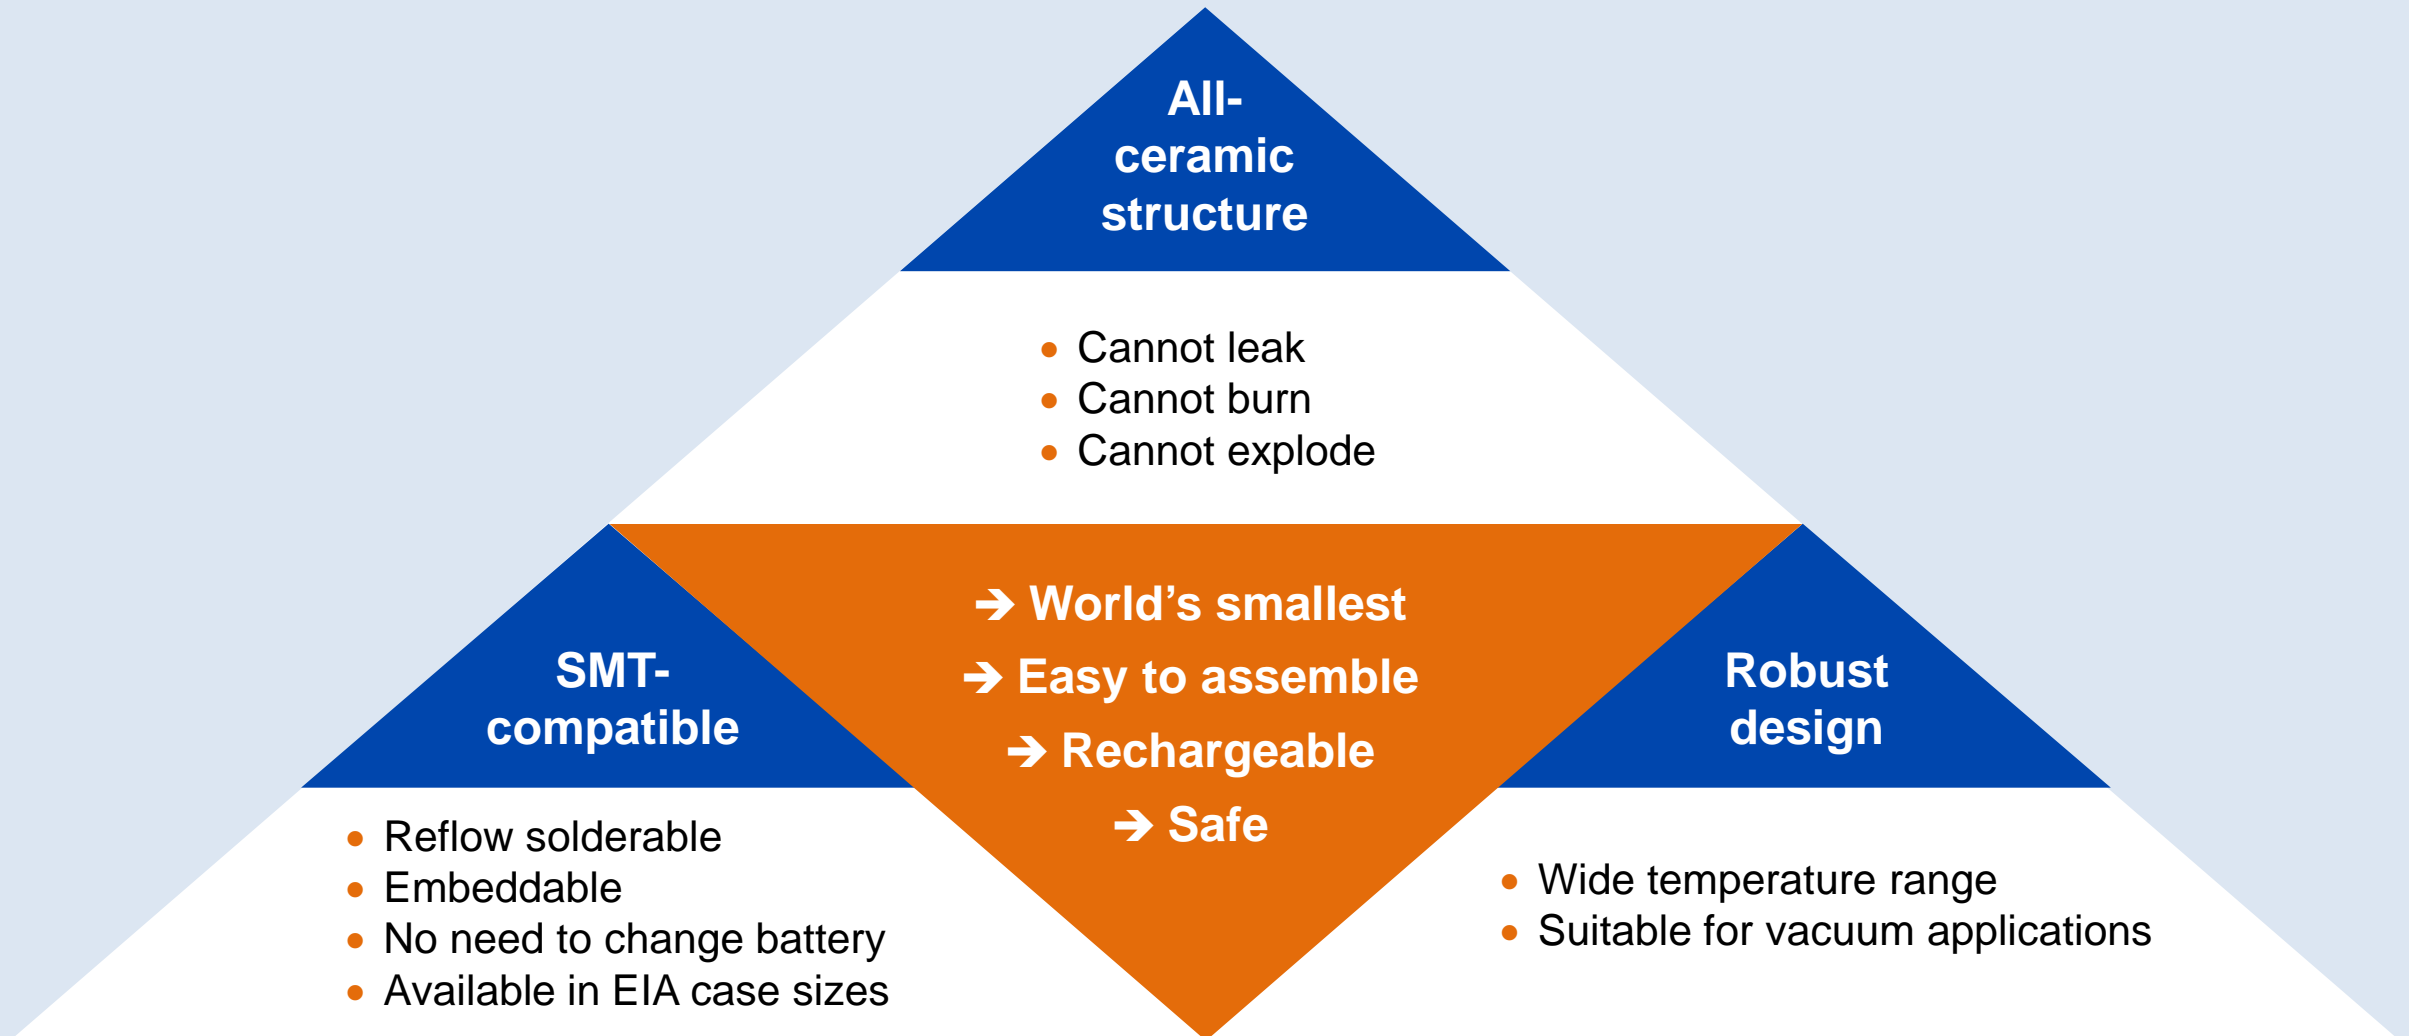 All-
ceramic
structure
• Cannot leak
• Cannot burn
• Cannot explode
➔ World’s smallest
➔ Easy to assemble
➔ Rechargeable
➔ Safe
SMT-
compatible
• Reflow solderable
• Embeddable
• No need to change battery
• Available in EIA case sizes
Robust
design
• Wide temperature range
• Suitable for vacuum applications